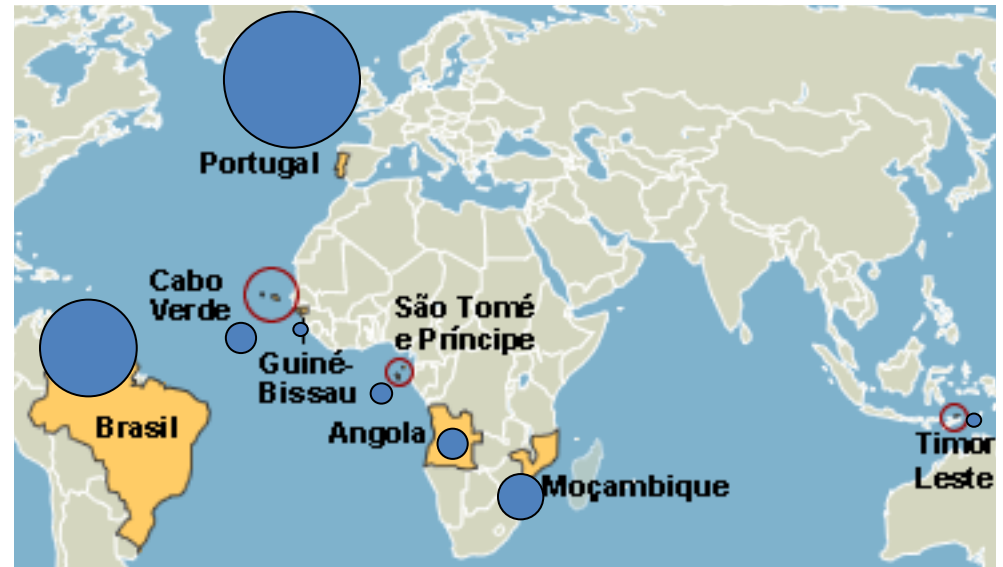 Portugal
Cabo
Verde
São Tomé
e Príncipe
Guiné-
Bissau
Brasil
Angola
Timor
Leste
Moçambique